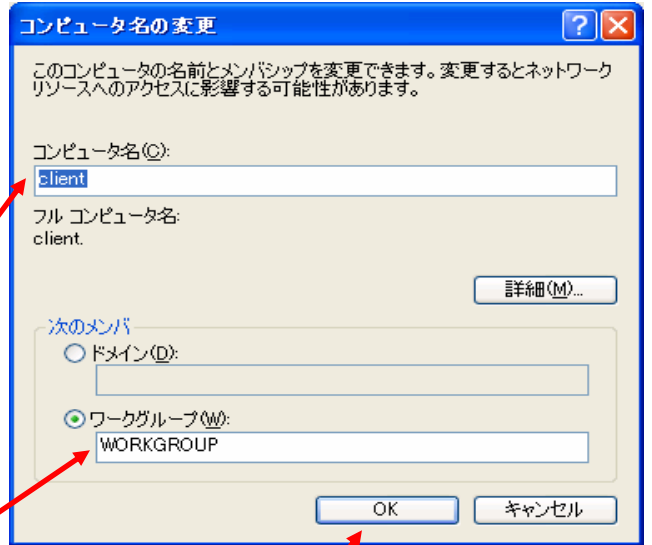 コンピュータ名の変更
このコンピュータの名前とメンバシップを変更できます。変更するとネットワーク
リソースへのアクセスに影響する可能性があります。
コンピュータ名(C):
client
フル コンピュータ名:
client.
詳細(M)...
次のメンバ
ドメイン(D):
ワークグループ(W):
WORKGROUP
OK キャンセル